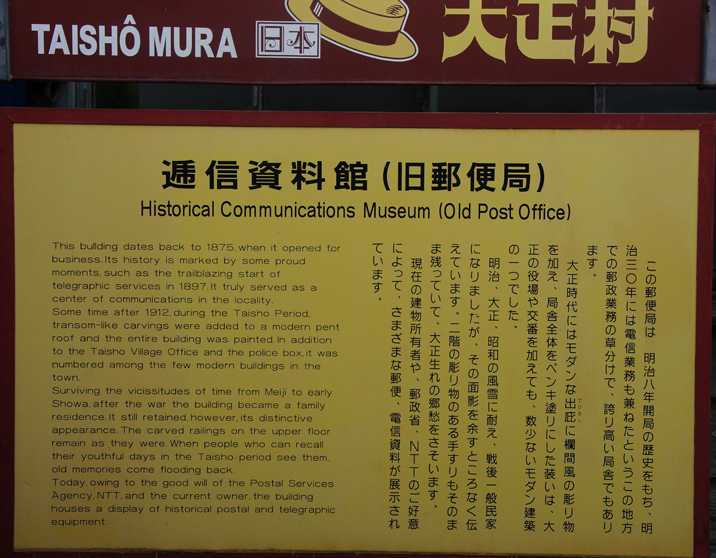 TAISHÔ MURA
日本
大正村
逓信資料館(旧郵便局)
Historical Communications Museum (Old Post Office)
This building dates back to 1875, when it opened for
business. Its history is marked by some proud
moments, such as the trailblazing start of
telegraphic services in 1897. It truly served as a
center of communications in the locality.
Some time after 1912, during the Taisho Period,
transom-like carvings were added to a modern pent
roof and the entire building was painted. In addition
to the Taisho Village Office and the police box, it was
numbered among the few modern buildings in the
town.
Surviving the vicissitudes of time from Meiji to early
Showa, after the war the building became a family
residence. It still retained, however, its distinctive
appearance. The carved railings on the upper floor
remain as they were. When people who can recall
their youthful days in the Taisho period see them,
old memories come flooding back.
Today, owing to the good will of the Postal Services
Agency, NTT, and the current owner, the building
houses a display of historical postal and telegraphic
equipment.
この郵便局は 明治八年開局の歴史をもち、明
治三〇年には電信業務も兼ねたというこの地方
での郵政業務の草分けで、誇り高い局舎でもあり
ます。
大正時代にはモダンな出庇に欄間風の彫り物
を加え、局舎全体をペンキ塗りにした装いは、大
正の役場や交番を加えても、数少ないモダン建築
の一つでした。
明治、大正、昭和の風雪に耐え、戦後一般民家
になりましたが、その面影を余すところなく伝
えています。二階の彫り物のある手すりもそのま
ま残っていて、大正生れの郷愁をさそいます。
現在の建物所有者や、郵政省、NTTのご好意
によって、さまざまな郵便、電信資料が展示され
ています。